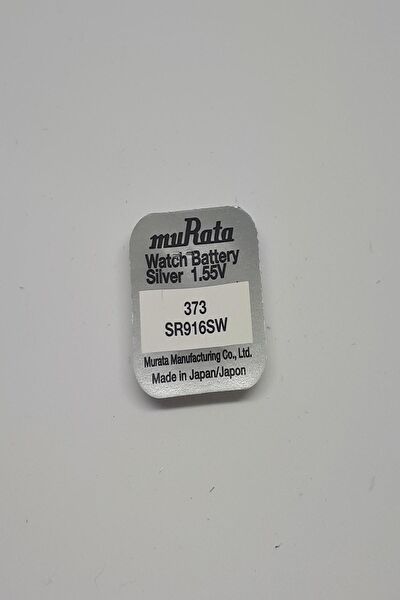 muRata
Watch Battery
Silver 1.55V
373
SR916SW
Murata Manufacturing Co., Ltd.
Made in Japan/Japon